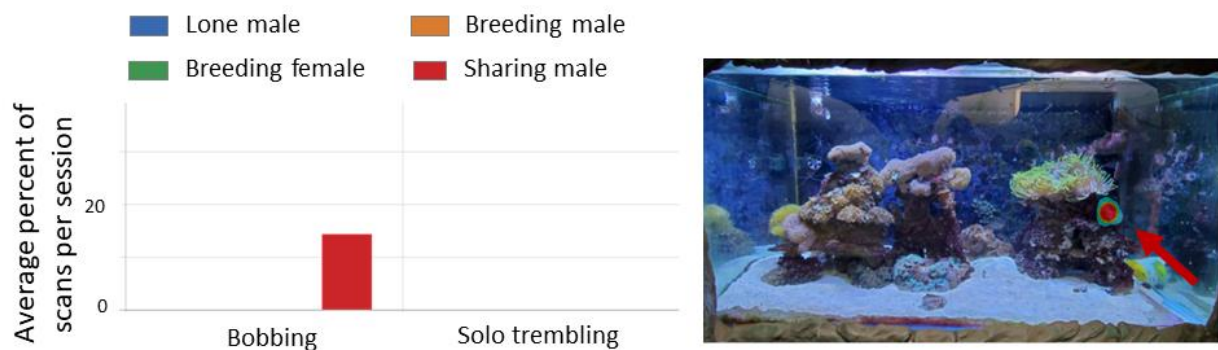 Lone male
Breeding male
Breeding female
Sharing male
Average percent of
scans per session
20
0
Bobbing
Solo trembling